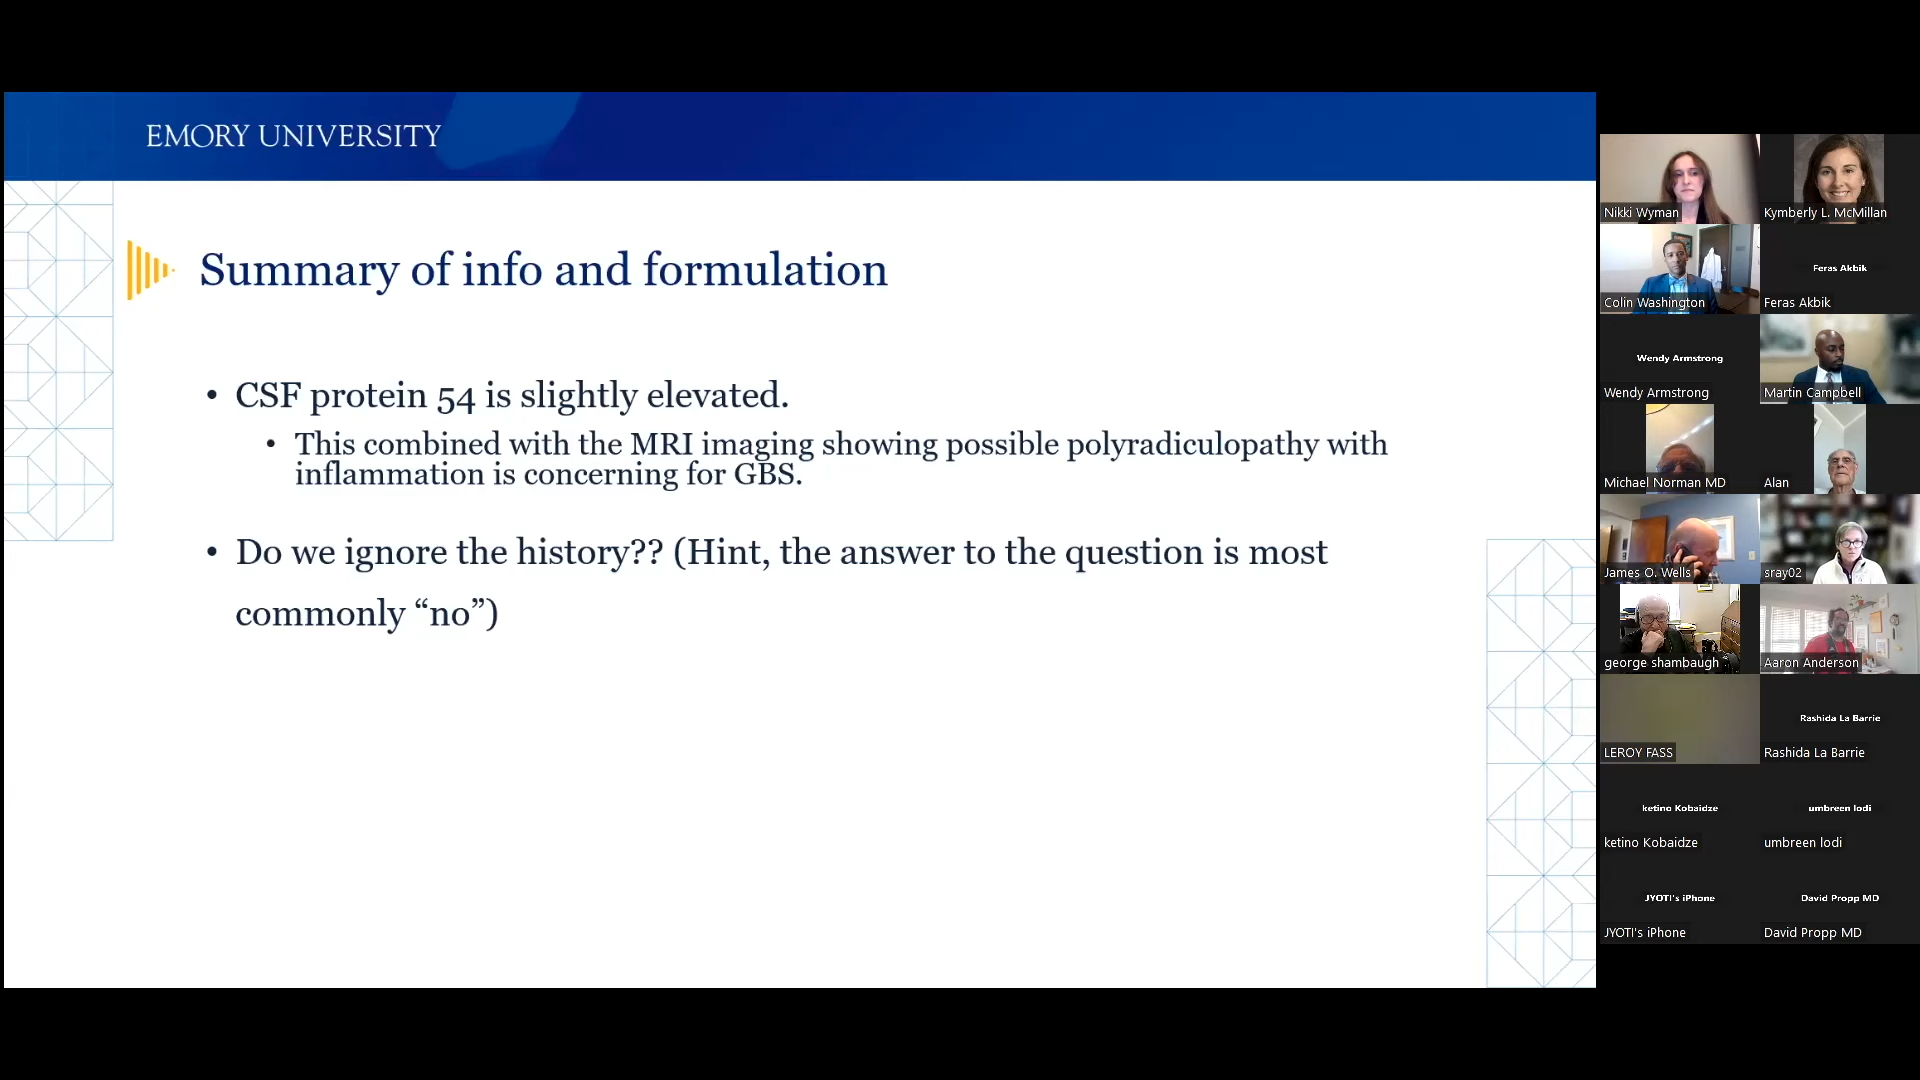 EMORY UNIVERSITY
Summary of info and formulation
• CSF protein 54 is slightly elevated.
• This combined with the MRI imaging showing possible polyradiculopathy with
inflammation is concerning for GBS.
• Do we ignore the history?? (Hint, the answer to the question is most
commonly “no”)
Nikki Wyman
Kymberly L. McMillan
Colin Washington
Feras Akbik
Feras Akbik
Wendy Armstrong
Wendy Armstrong
Martin Campbell
Michael Norman MD
Alan
James O. Wells
sray02
george shambaugh
Aaron Anderson
LEROY FASS
Rashida La Barrie
Rashida La Barrie
ketino Kobaidze
ketino Kobaidze
umbreen lodi
umbreen lodi
JYOTI's iPhone
JYOTI's iPhone
David Propp MD
David Propp MD